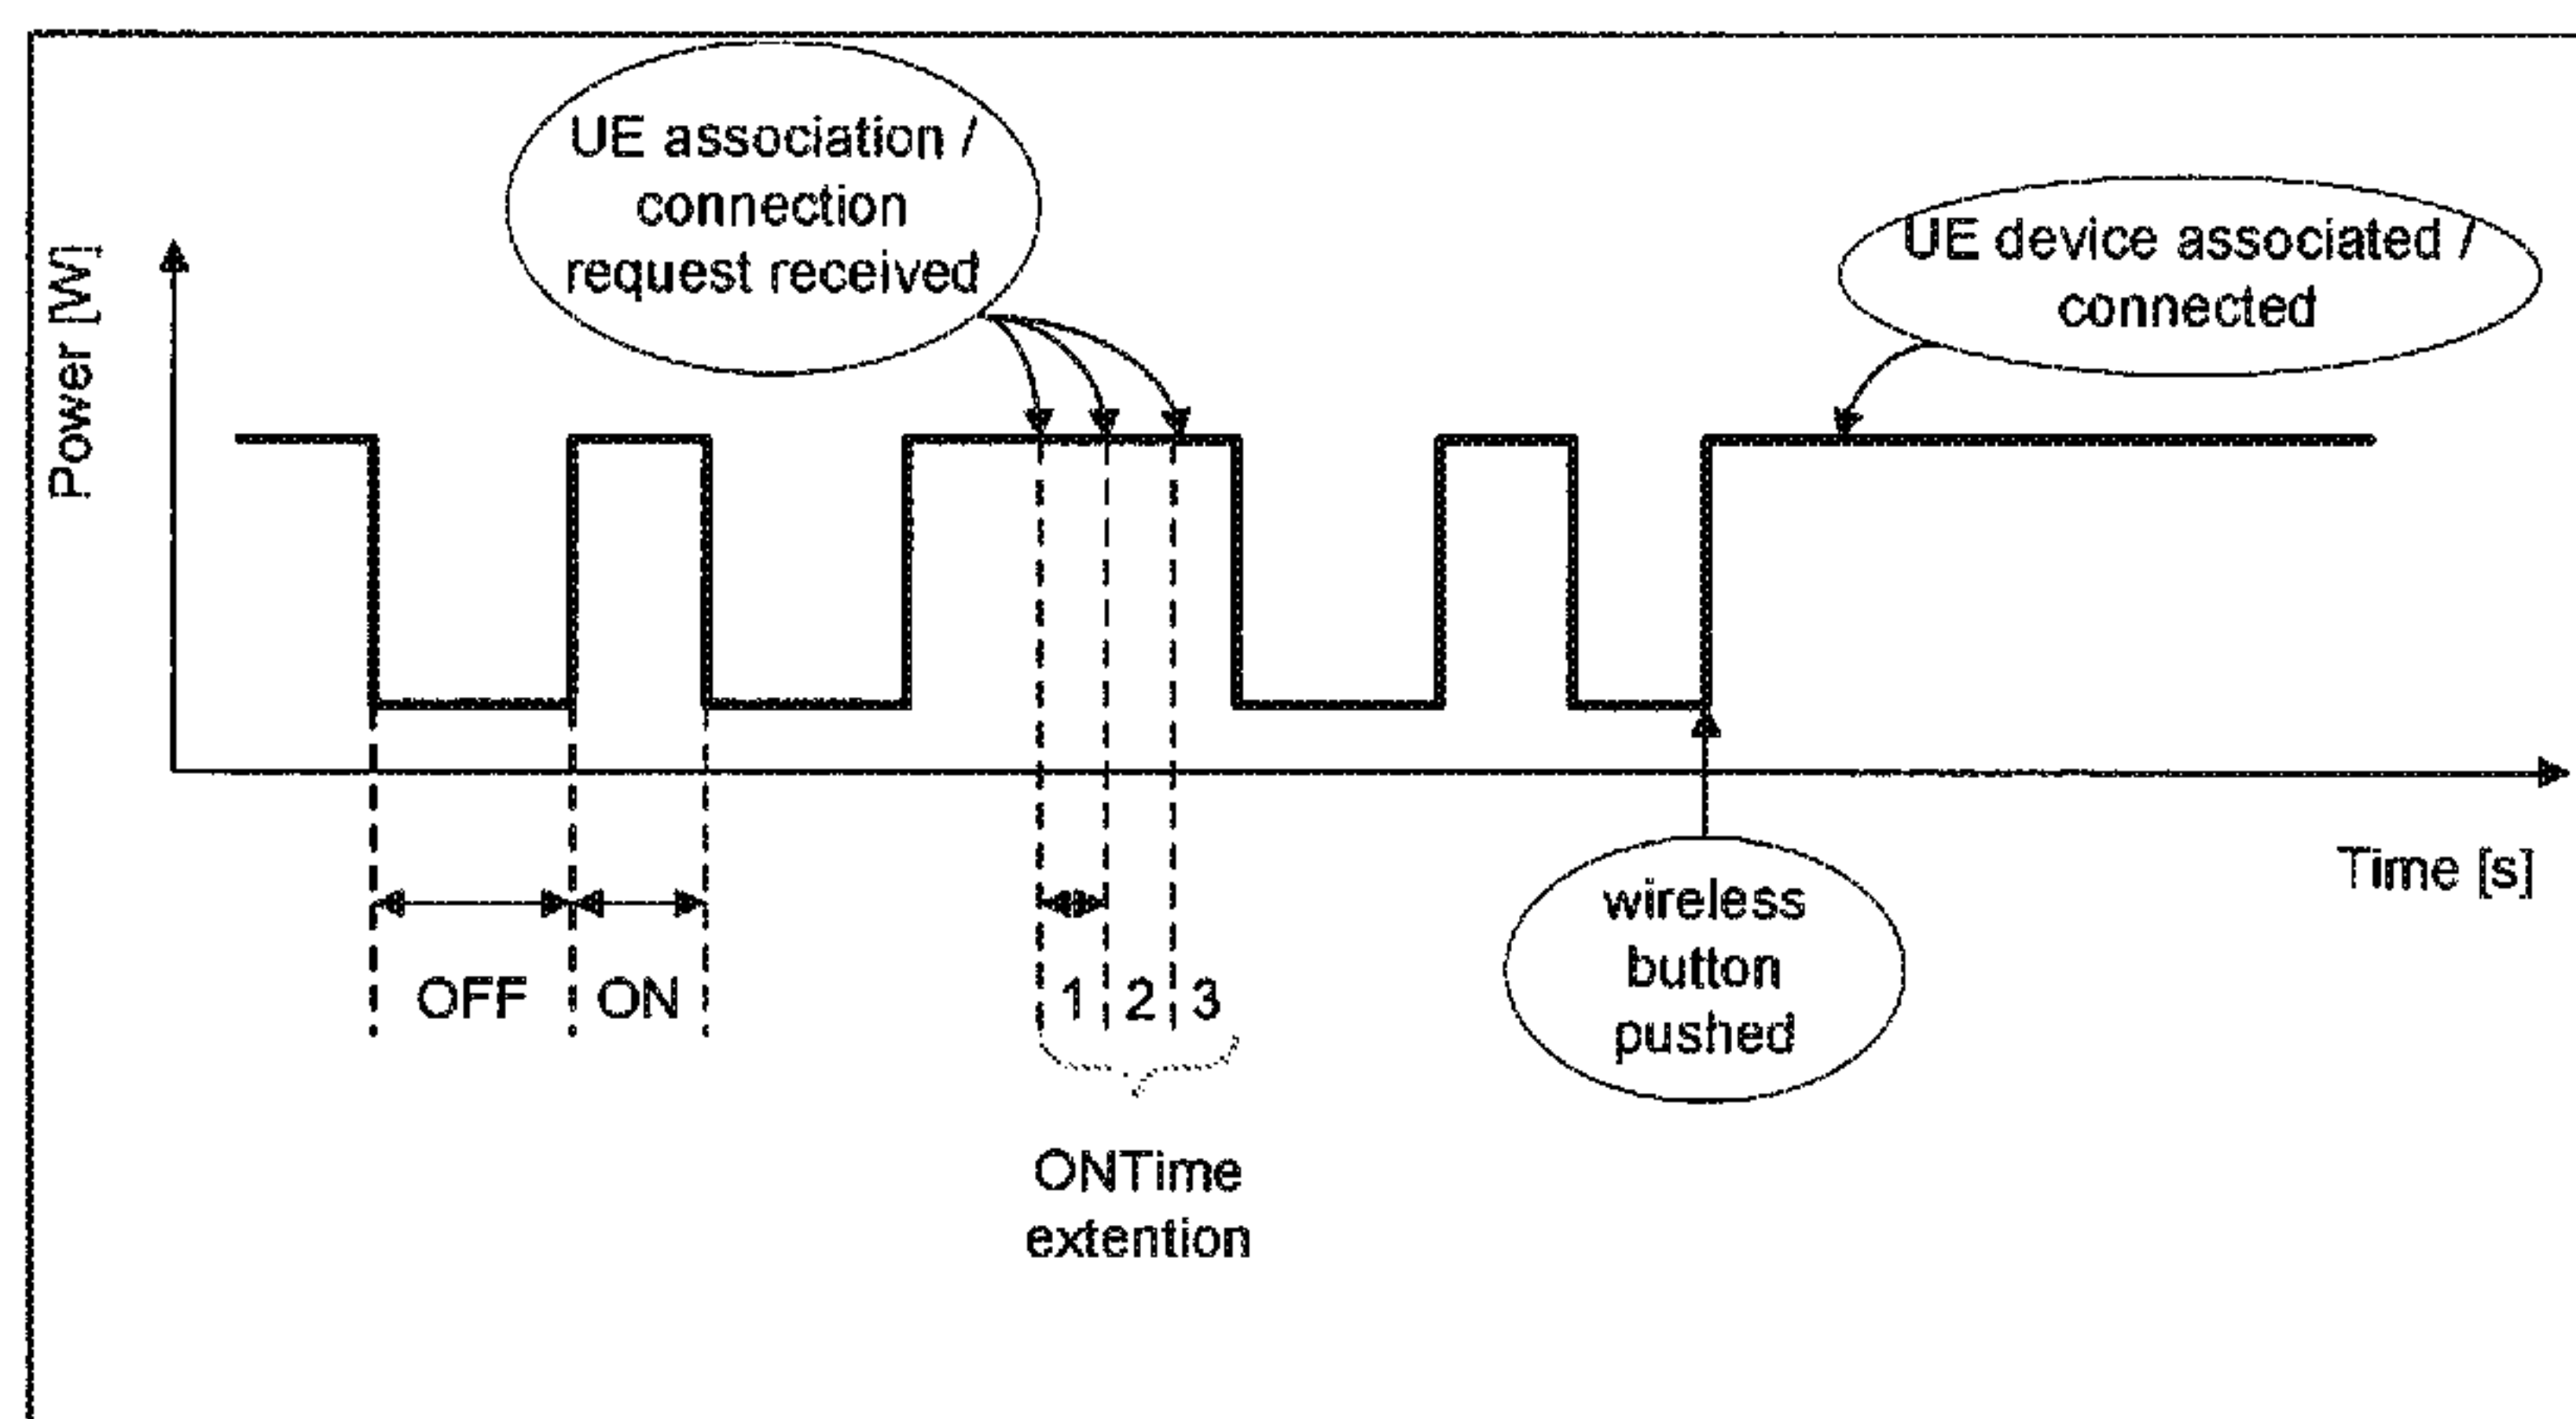 UE association /
connection
request received
UE device associated /
connected
Power [W]
Time [s]
OFF
ON
1
2
3
wireless
button
pushed
ONTime
extention